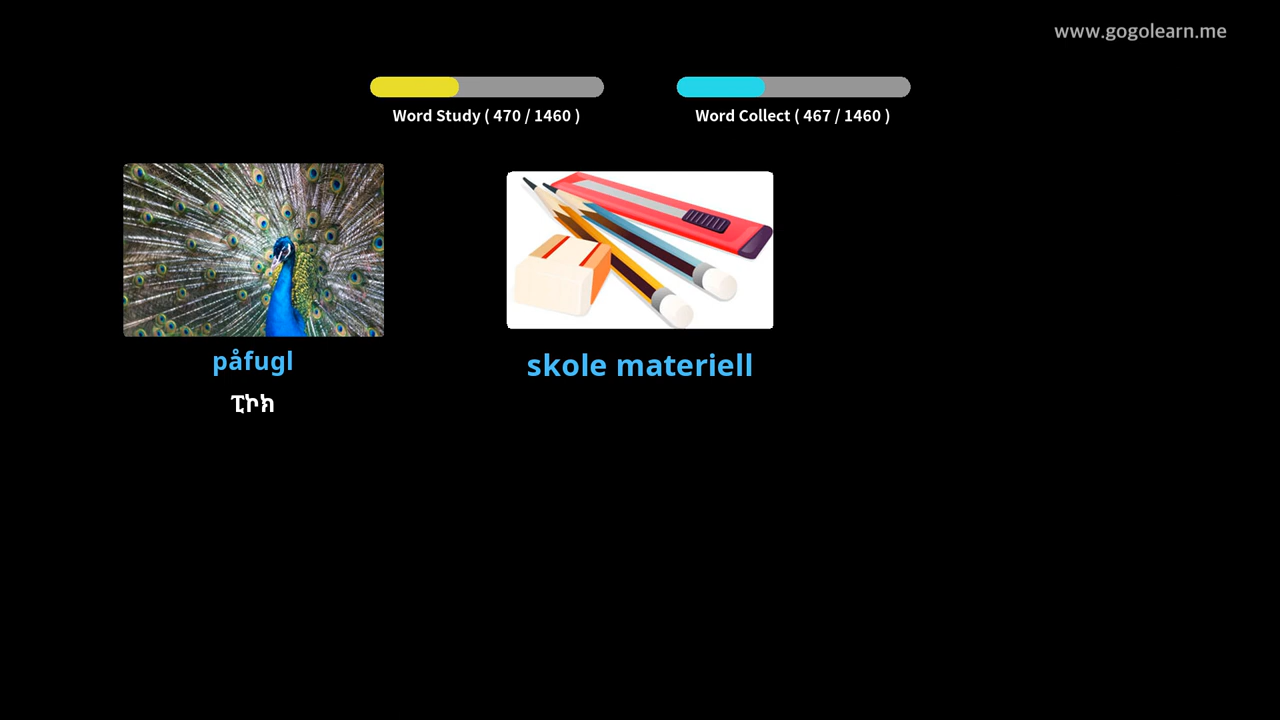 www.gogolearn.me
Word Study ( 470 / 1460 )
Word Collect ( 467 / 1460 )
påfugl
ፒኮክ
skole materiell